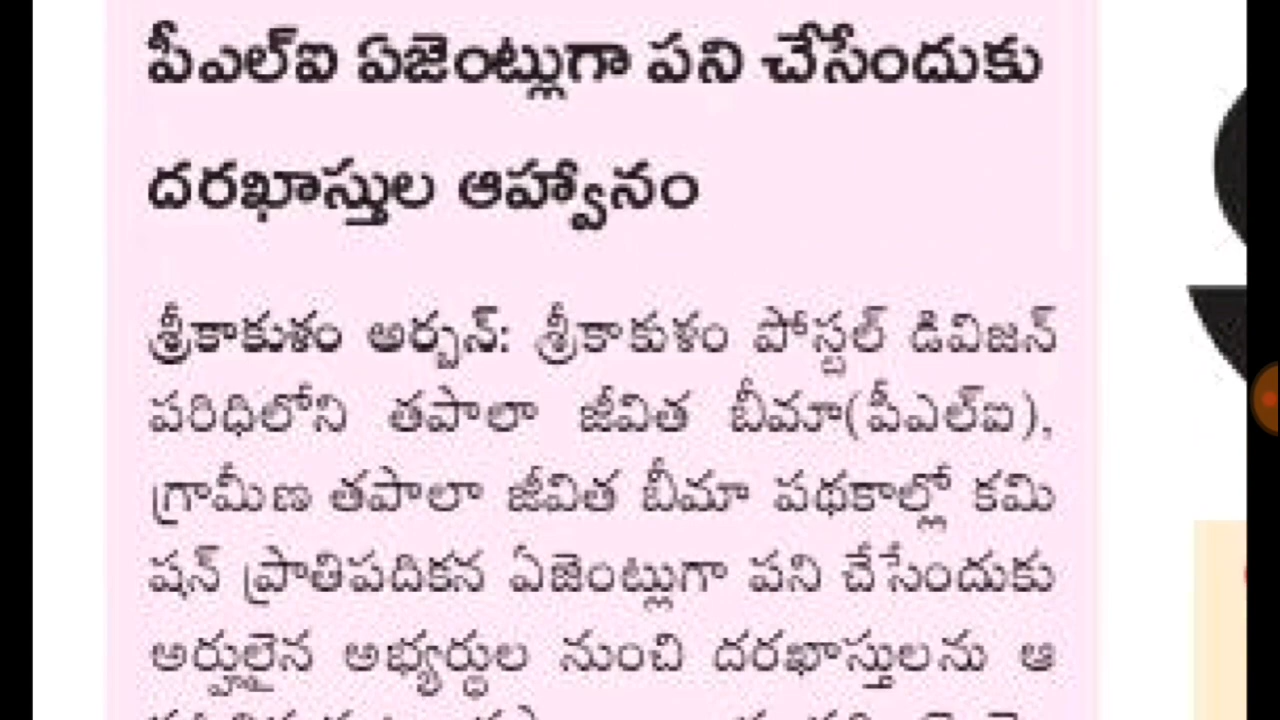 పీఎల్ఐ ఏజెంట్లుగా పని చేసేందుకు
దరఖాస్తుల ఆహ్వానం
శ్రీకాకుళం అర్బన్: శ్రీకాకుళం పోస్టల్ డివిజన్
పరిధిలోని తపాలా జీవిత బీమా(పీఎల్ఐ),
గ్రామీణ తపాలా జీవిత బీమా పథకాల్లో కమి
షన్ ప్రాతిపదికన ఏజెంట్లుగా పని చేసేందుకు
అర్హులైన అభ్యర్థుల నుంచి దరఖాస్తులను ఆ